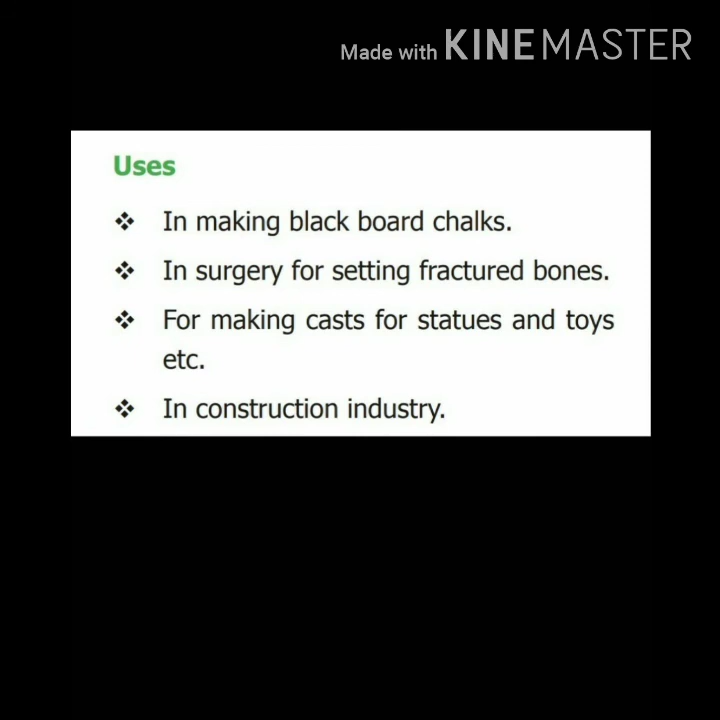 Made with KINEMASTER
Uses
❖ In making black board chalks.
❖ In surgery for setting fractured bones.
❖ For making casts for statues and toys
etc.
❖ In construction industry.